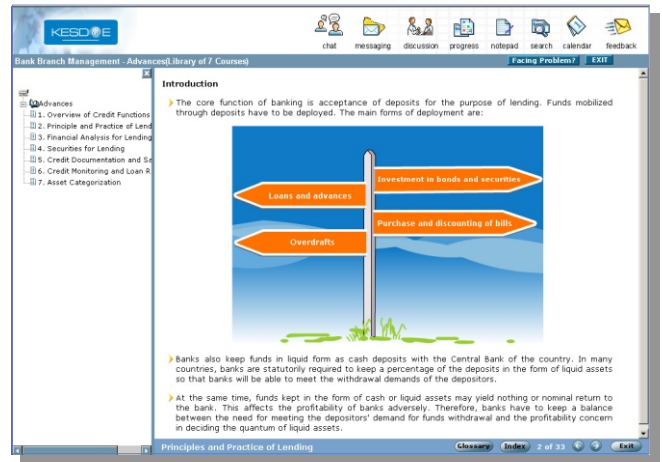 KESDEE
chat messaging discussion progress notepad search calendar feedback
Bank Branch Management - Advances(Library of 7 Courses) Facing Problem? EXIT
Advances
1. Overview of Credit Functions
2. Principle and Practice of Lend
3. Financial Analysis for Lending
4. Securities for Lending
5. Credit Documentation and Sa
6. Credit Monitoring and Loan R
7. Asset Categorization
Introduction
The core function of banking is acceptance of deposits for the purpose of lending. Funds mobilized
through deposits have to be deployed. The main forms of deployment are:
Investment in bonds and securities
Loans and advances
Purchase and discounting of bills
Overdrafts
Banks also keep funds in liquid form as cash deposits with the Central Bank of the country. In many
countries, banks are statutorily required to keep a percentage of the deposits in the form of liquid assets
so that banks will be able to meet the withdrawal demands of the depositors.
At the same time, funds kept in the form of cash or liquid assets may yield nothing or nominal return to
the bank. This affects the profitability of banks adversely. Therefore, banks have to keep a balance
between the need for meeting the depositors' demand for funds withdrawal and the profitability concern
in deciding the quantum of liquid assets.
Principles and Practice of Lending Glossary Index 2 of 33 Exit